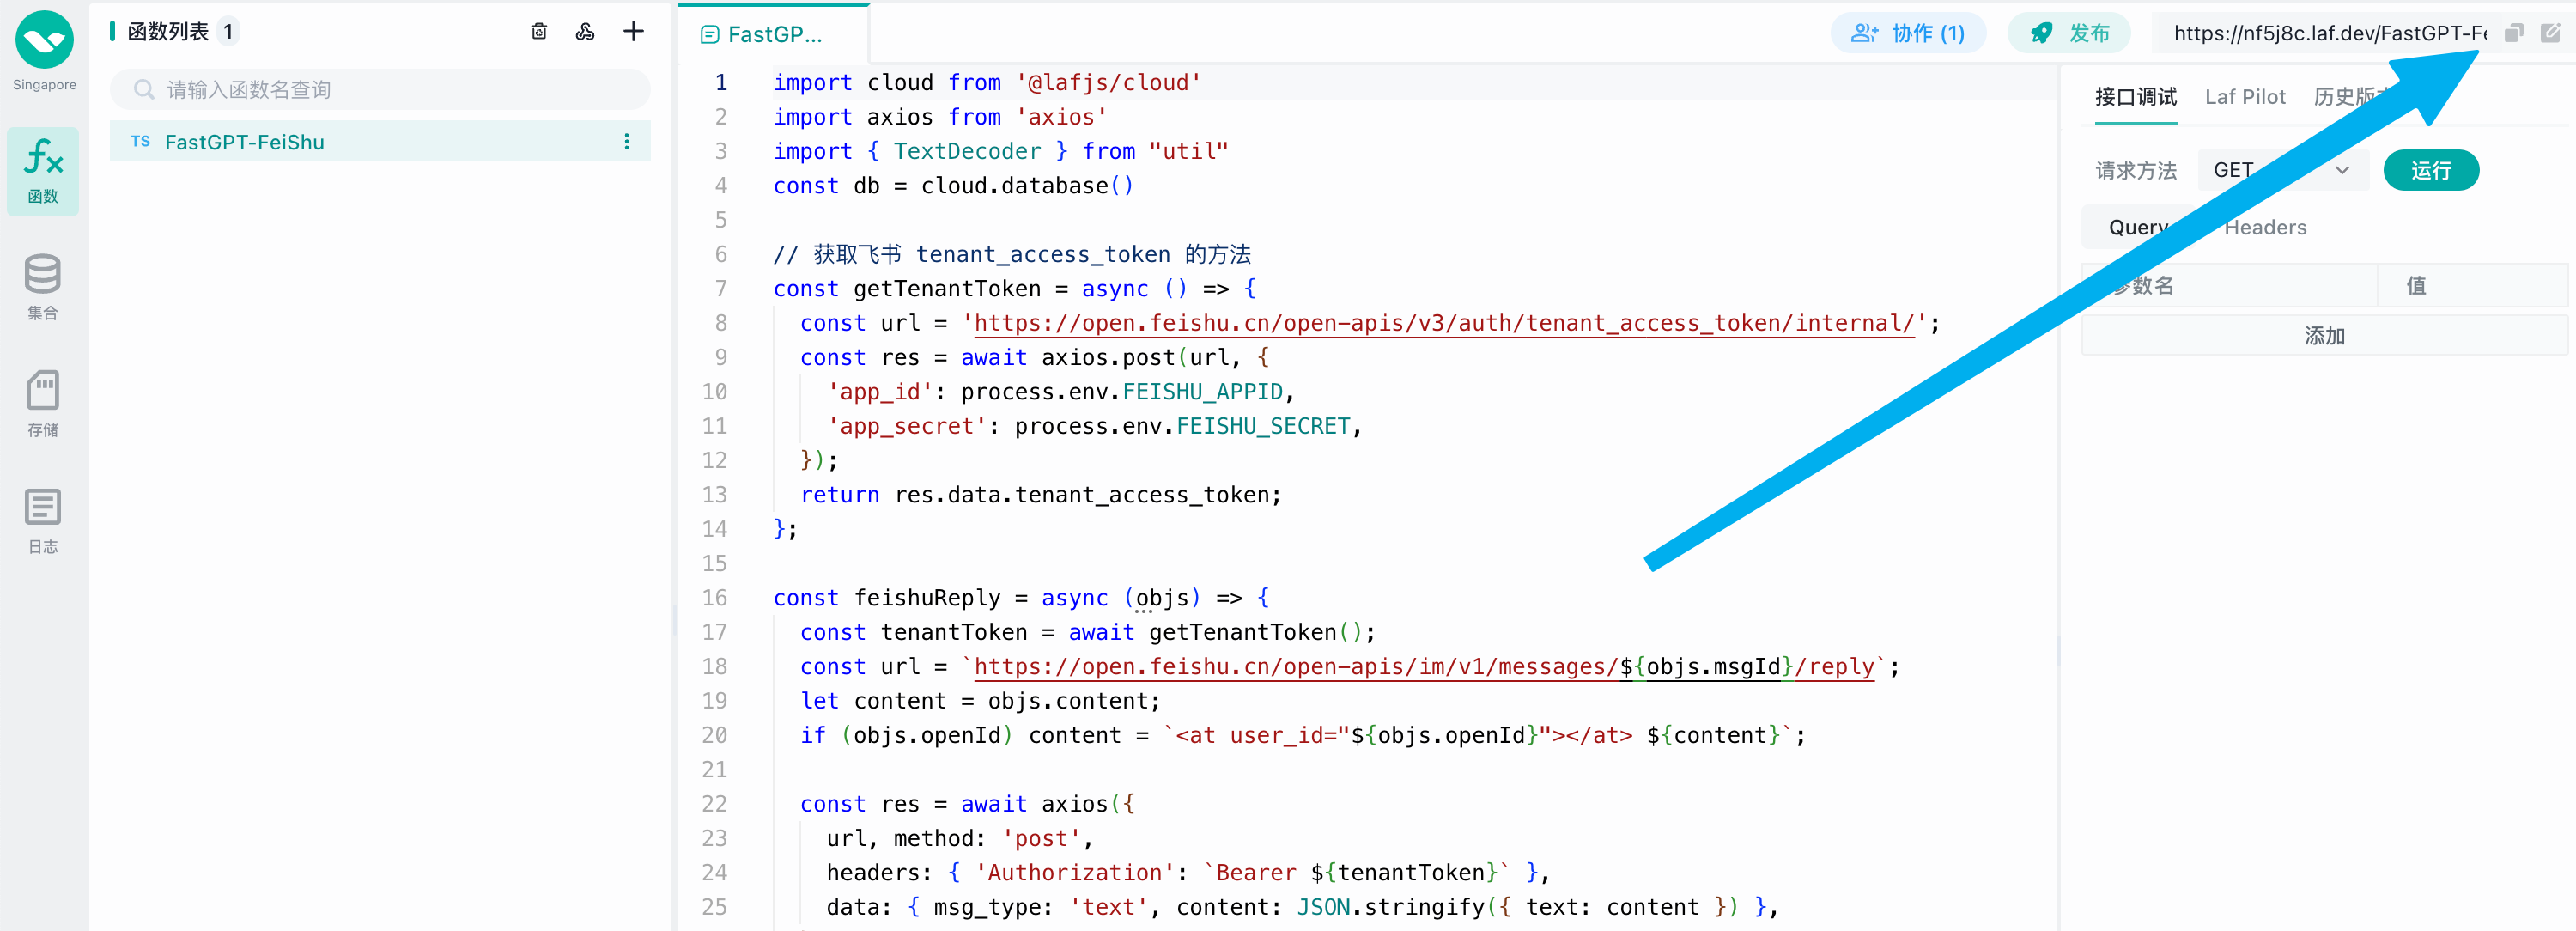 Singapore
函数
集合
存储
日志
函数列表 1
请输入函数名查询
TS FastGPT-FeiShu
FastGP...
协作 (1)
发布
https://nf5j8c.laf.dev/FastGPT-Fe
1 import cloud from '@lafjs/cloud'
2 import axios from 'axios'
3 import { TextDecoder } from "util"
4 const db = cloud.database()
5
6 // 获取飞书 tenant_access_token 的方法
7 const getTenantToken = async () => {
8 const url = 'https://open.feishu.cn/open-apis/v3/auth/tenant_access_token/internal/';
9 const res = await axios.post(url, {
10 'app_id': process.env.FEISHU_APPID,
11 'app_secret': process.env.FEISHU_SECRET,
12 });
13 return res.data.tenant_access_token;
14 };
15
16 const feishuReply = async (objs) => {
17 const tenantToken = await getTenantToken();
18 const url = `https://open.feishu.cn/open-apis/im/v1/messages/${objs.msgId}/reply`;
19 let content = objs.content;
20 if (objs.openId) content = `<at user_id="${objs.openId}"></at> ${content}`;
21
22 const res = await axios({
23 url, method: 'post',
24 headers: { 'Authorization': `Bearer ${tenantToken}` },
25 data: { msg_type: 'text', content: JSON.stringify({ text: content }) },
接口调试 Laf Pilot 历史版
请求方法 GET 运行
Query Headers
数名 值
添加